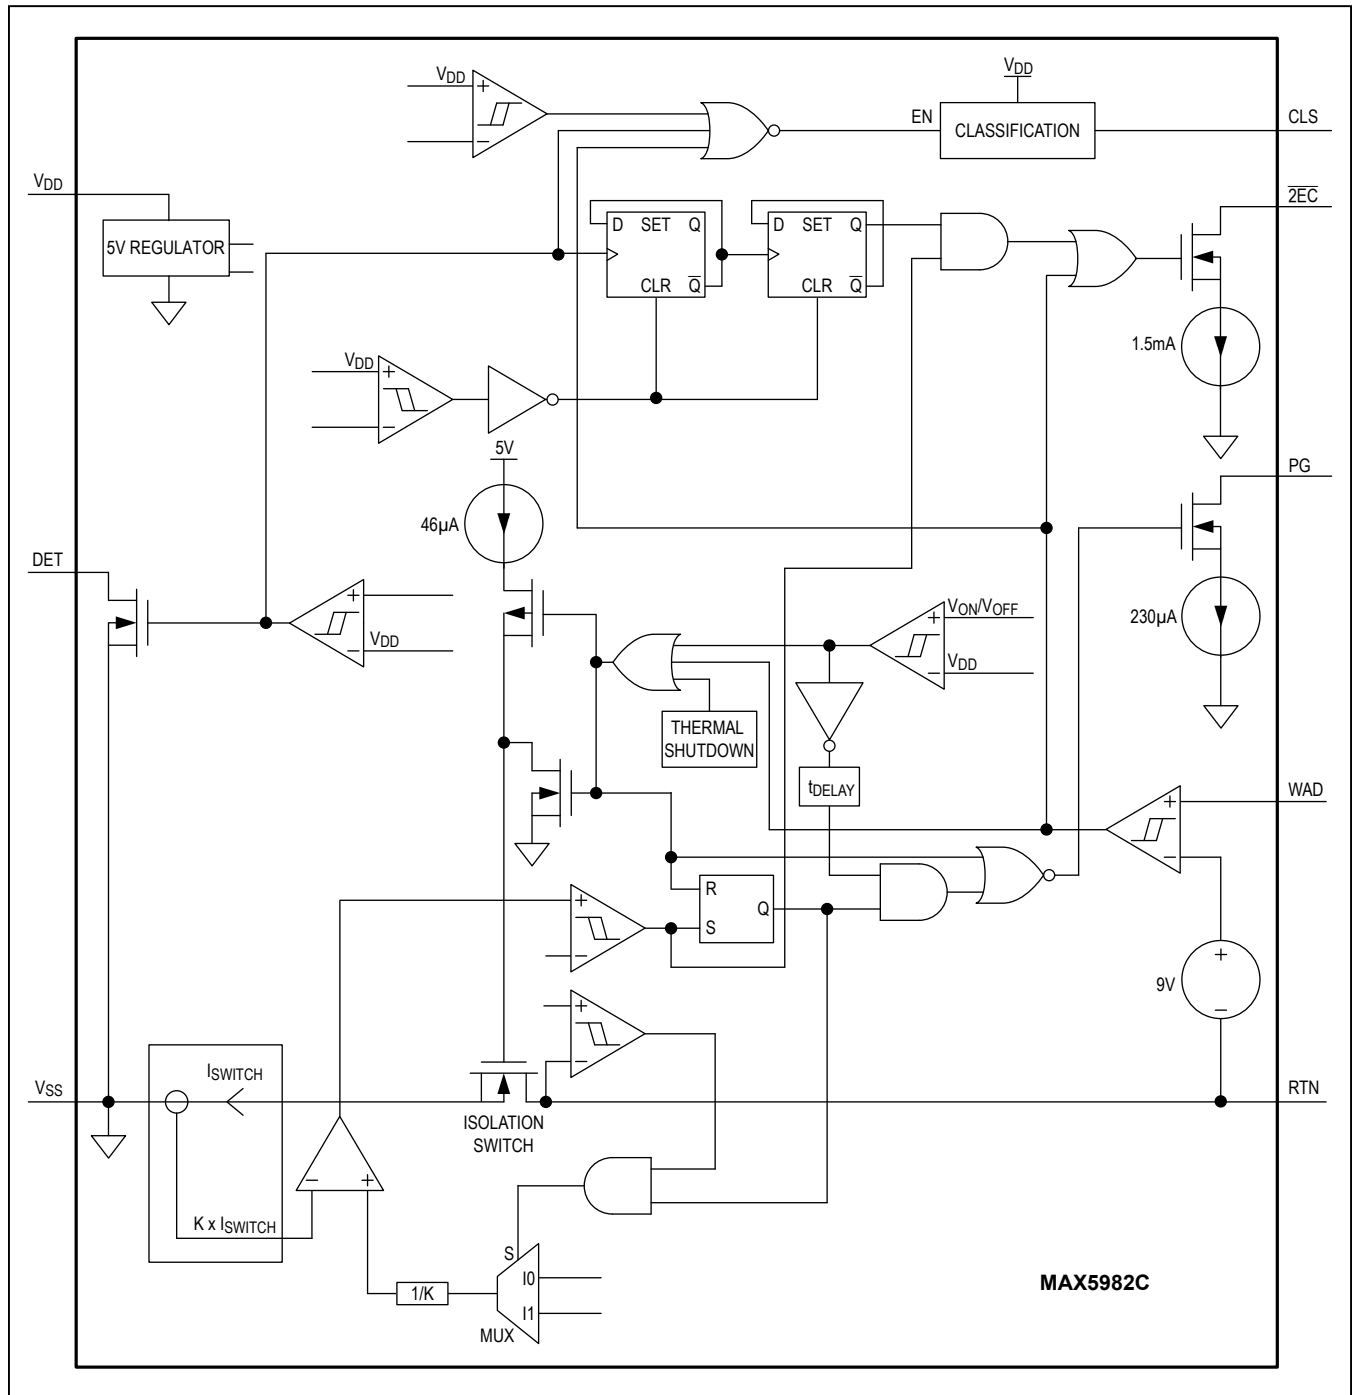 VDD
VDD
+
−
EN
CLASSIFICATION
CLS
VDD
5V REGULATOR
D SET Q
CLR Q̅
D SET Q
CLR Q̅
2EC
1.5mA
VDD
+
−
5V
46µA
PG
230µA
DET
+
VDD
−
VON/VOFF
+
VDD
−
THERMAL
SHUTDOWN
tDELAY
WAD
+
−
R
S
Q
+
−
9V
+
−
+
−
VSS
ISWITCH
ISOLATION
SWITCH
RTN
−
+
K x ISWITCH
S
I0
I1
1/K
MUX
MAX5982C